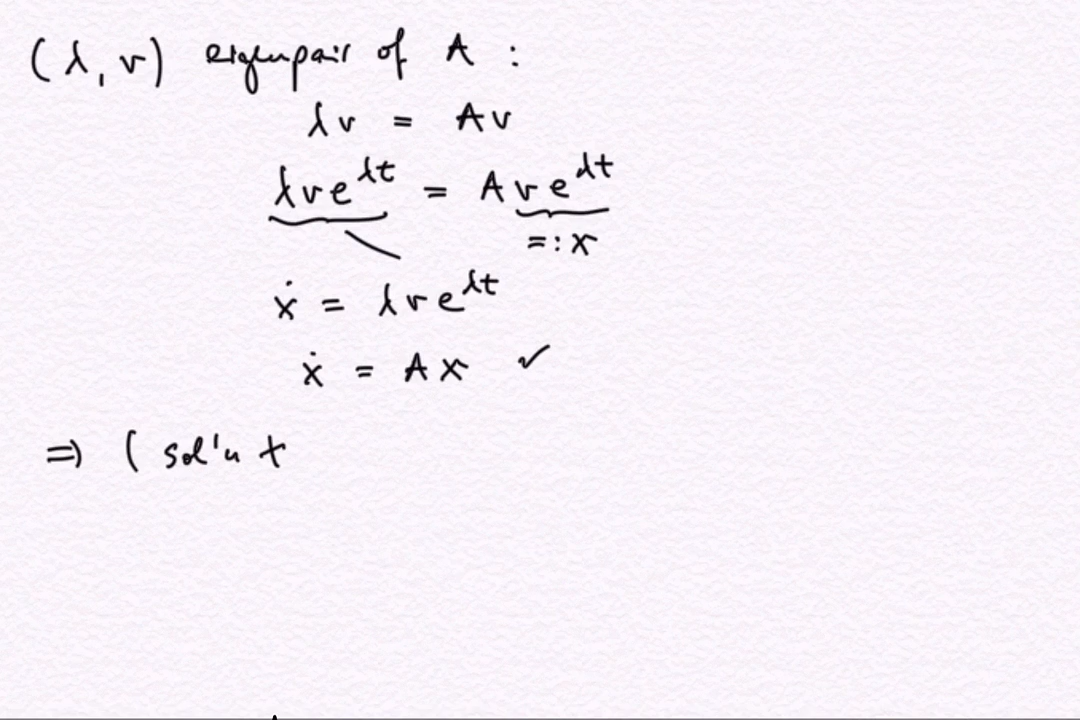 (λ, v) eigenpair of A :
λv = Av
λve^λt = Ave^λt
=: x
ẋ = λve^λt
ẋ = Ax ✓
⇒ ( sol'n t